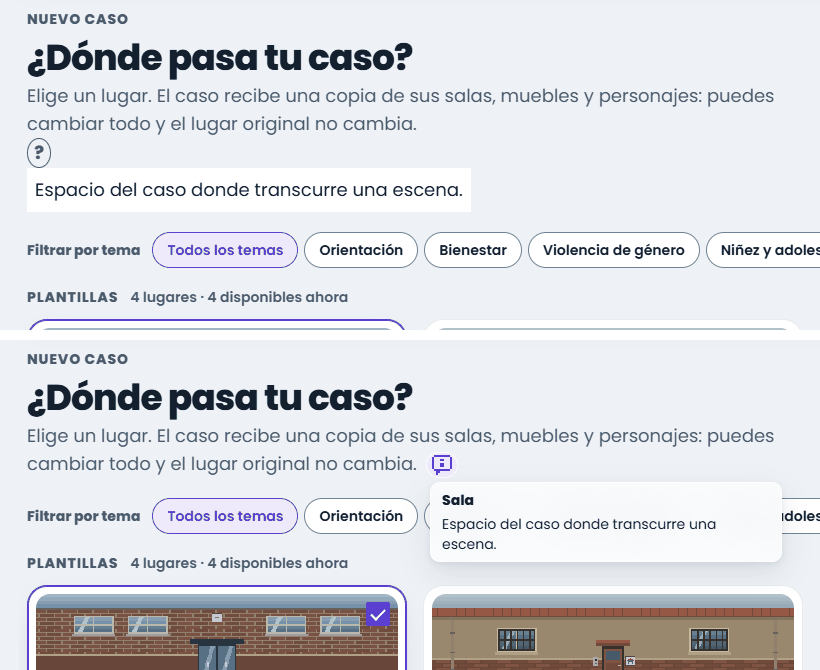 NUEVO CASO
¿Dónde pasa tu caso?
Elige un lugar. El caso recibe una copia de sus salas, muebles y personajes: puedes
cambiar todo y el lugar original no cambia.
?
Espacio del caso donde transcurre una escena.
Filtrar por tema Todos los temas Orientación Bienestar Violencia de género Niñez y adoles
PLANTILLAS 4 lugares · 4 disponibles ahora
NUEVO CASO
¿Dónde pasa tu caso?
Elige un lugar. El caso recibe una copia de sus salas, muebles y personajes: puedes
cambiar todo y el lugar original no cambia.
Sala
Espacio del caso donde transcurre una
escena.
Filtrar por tema Todos los temas Orientación doles
PLANTILLAS 4 lugares · 4 disponibles ahora